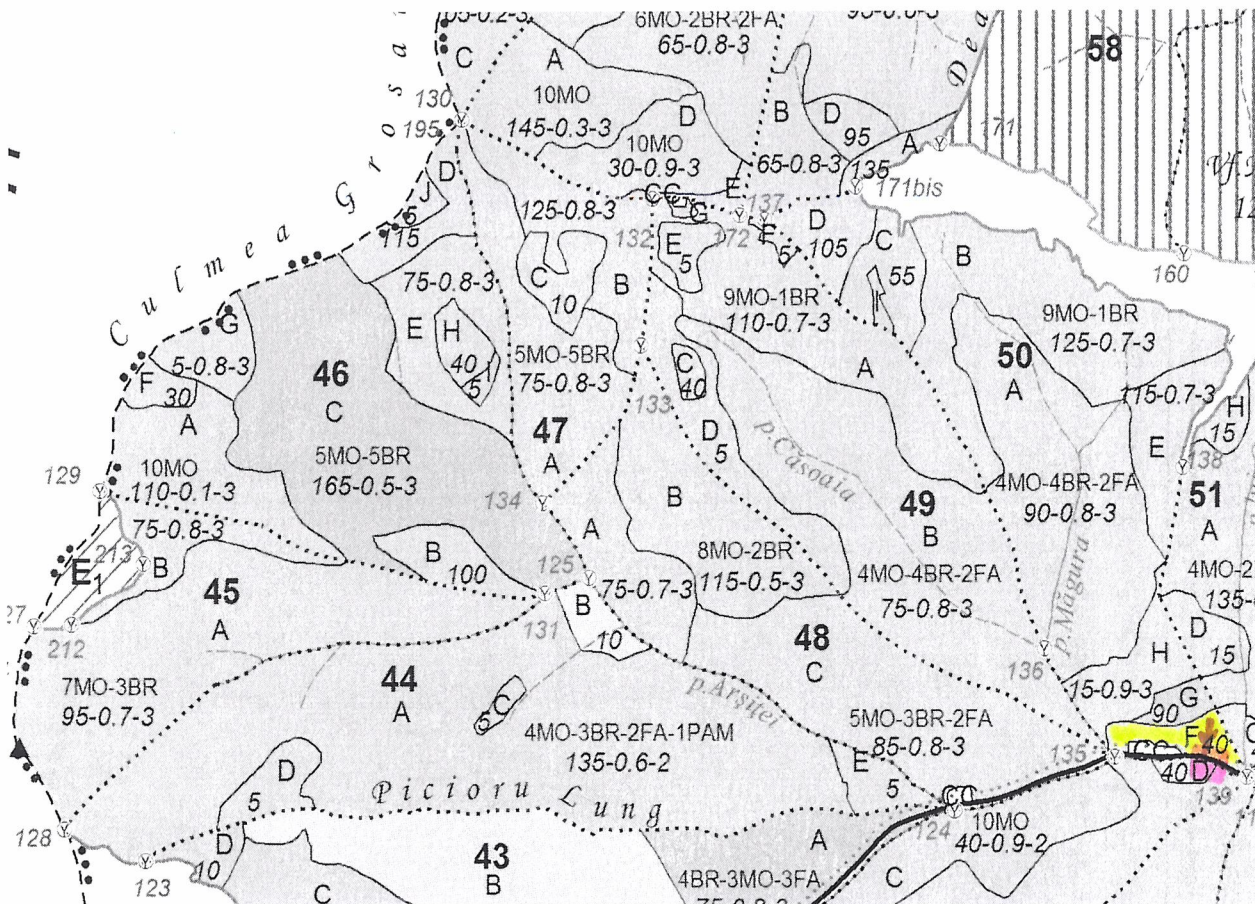 6MO-2BR-2FA
65-0.8-3
58
C
A
130
10MO
145-0.3-3
D
B
D
95
195
10MO
30-0.9-3
65-0.8-3
A
171
135
171bis
D
J
5
115
125-0.8-3
E
G
137
132
172
F
5
D
105
C
55
B
160
Culmea Grosa
75-0.8-3
C
10
B
E
5
9MO-1BR
110-0.7-3
9MO-1BR
125-0.7-3
G
5-0.8-3
F
30
46
C
E
H
40
I
5
5MO-5BR
75-0.8-3
C
40
133
A
50
A
115-0.7-3
H
15
A
10MO
110-0.1-3
129
5MO-5BR
165-0.5-3
47
A
D
5
p.Căsoaia
E
138
134
B
49
B
4MO-4BR-2FA
90-0.8-3
51
A
75-0.8-3
213
B
E
1
B
100
A
125
75-0.7-3
8MO-2BR
115-0.5-3
4MO-4BR-2FA
75-0.8-3
p.Măgura
4MO-2
135-
45
A
27
212
131
B
10
48
C
136
D
15
H
7MO-3BR
95-0.7-3
44
A
C
5
p.Arșiței
15-0.9-3
G
90
4MO-3BR-2FA-1PAM
135-0.6-2
5MO-3BR-2FA
85-0.8-3
135
F
40
D
40
139
D
5
Picioru Lung
E
5
124
10MO
40-0.9-2
128
123
D
10
43
B
C
A
4BR-3MO-3FA
C